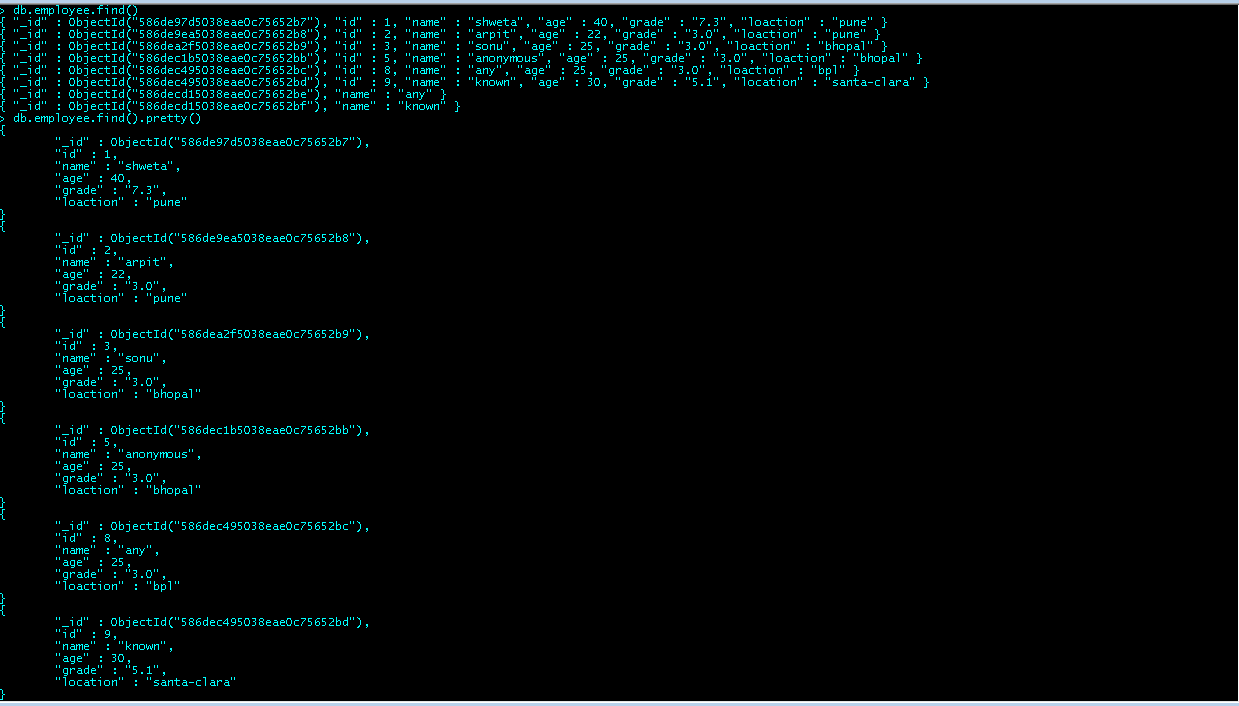 > db.employee.find()
{ "_id" : ObjectId("586de97d5038eae0c75652b7"), "id" : 1, "name" : "shweta", "age" : 40, "grade" : "7.3", "loaction" : "pune" }
{ "_id" : ObjectId("586de9ea5038eae0c75652b8"), "id" : 2, "name" : "arpit", "age" : 22, "grade" : "3.0", "loaction" : "pune" }
{ "_id" : ObjectId("586dea2f5038eae0c75652b9"), "id" : 3, "name" : "sonu", "age" : 25, "grade" : "3.0", "loaction" : "bhopal" }
{ "_id" : ObjectId("586dec1b5038eae0c75652bb"), "id" : 5, "name" : "anonymous", "age" : 25, "grade" : "3.0", "loaction" : "bhopal" }
{ "_id" : ObjectId("586dec495038eae0c75652bc"), "id" : 8, "name" : "any", "age" : 25, "grade" : "3.0", "loaction" : "bpl" }
{ "_id" : ObjectId("586dec495038eae0c75652bd"), "id" : 9, "name" : "known", "age" : 30, "grade" : "5.1", "location" : "santa-clara" }
{ "_id" : ObjectId("586decd15038eae0c75652be"), "name" : "any" }
{ "_id" : ObjectId("586decd15038eae0c75652bf"), "name" : "known" }
> db.employee.find().pretty()
{
"_id" : ObjectId("586de97d5038eae0c75652b7"),
"id" : 1,
"name" : "shweta",
"age" : 40,
"grade" : "7.3",
"loaction" : "pune"
}
{
"_id" : ObjectId("586de9ea5038eae0c75652b8"),
"id" : 2,
"name" : "arpit",
"age" : 22,
"grade" : "3.0",
"loaction" : "pune"
}
{
"_id" : ObjectId("586dea2f5038eae0c75652b9"),
"id" : 3,
"name" : "sonu",
"age" : 25,
"grade" : "3.0",
"loaction" : "bhopal"
}
{
"_id" : ObjectId("586dec1b5038eae0c75652bb"),
"id" : 5,
"name" : "anonymous",
"age" : 25,
"grade" : "3.0",
"loaction" : "bhopal"
}
{
"_id" : ObjectId("586dec495038eae0c75652bc"),
"id" : 8,
"name" : "any",
"age" : 25,
"grade" : "3.0",
"loaction" : "bpl"
}
{
"_id" : ObjectId("586dec495038eae0c75652bd"),
"id" : 9,
"name" : "known",
"age" : 30,
"grade" : "5.1",
"location" : "santa-clara"
}